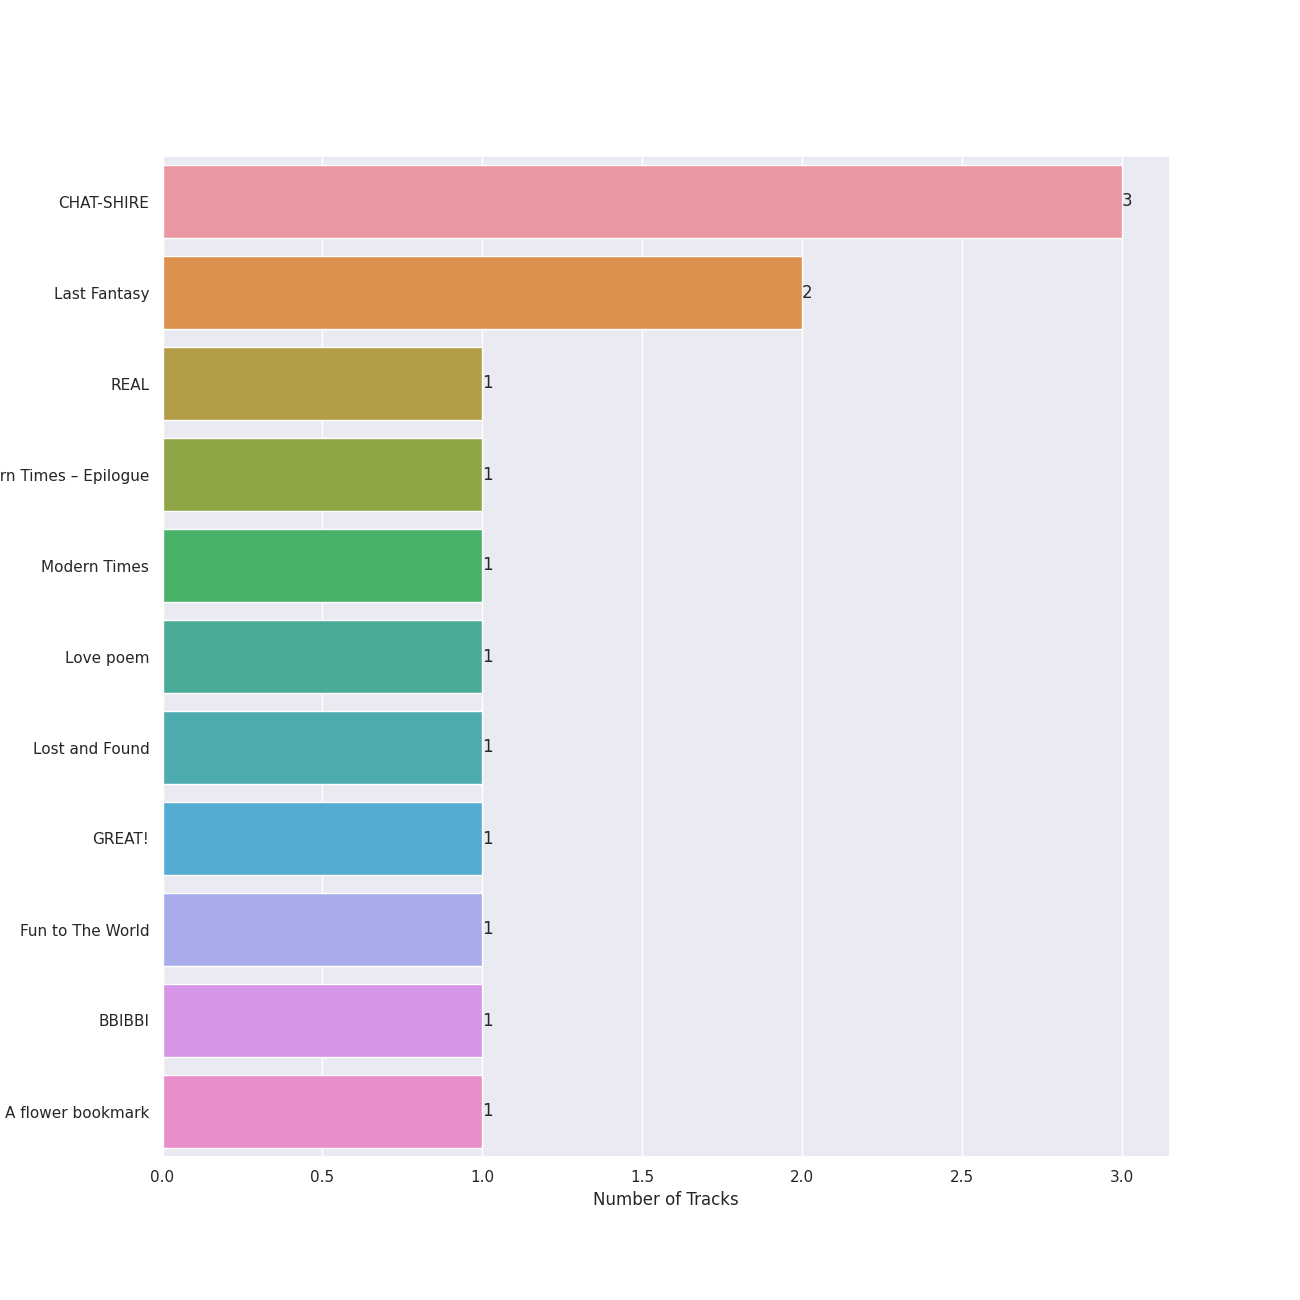 CHAT-SHIRE 3
Last Fantasy 2
REAL 1
rn Times – Epilogue 1
Modern Times 1
Love poem 1
Lost and Found 1
GREAT! 1
Fun to The World 1
BBIBBI 1
A flower bookmark 1
0.0 0.5 1.0 1.5 2.0 2.5 3.0
Number of Tracks